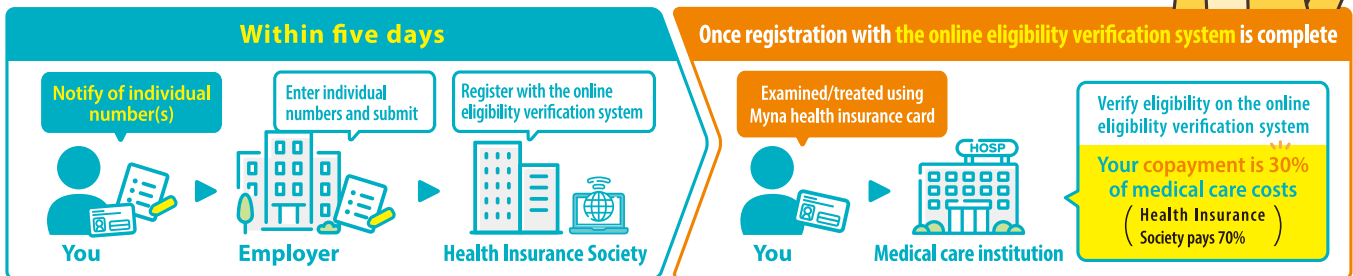 Within five days
Notify of individual
number(s)
Enter individual
numbers and submit
Register with the online
eligibility verification system
You
Employer
Health Insurance Society
Once registration with the online eligibility verification system is complete
Examined/treated using
Myna health insurance card
HOSP
You
Medical care institution
Verify eligibility on the online
eligibility verification system
Your copayment is 30%
of medical care costs
(Health Insurance
Society pays 70%)